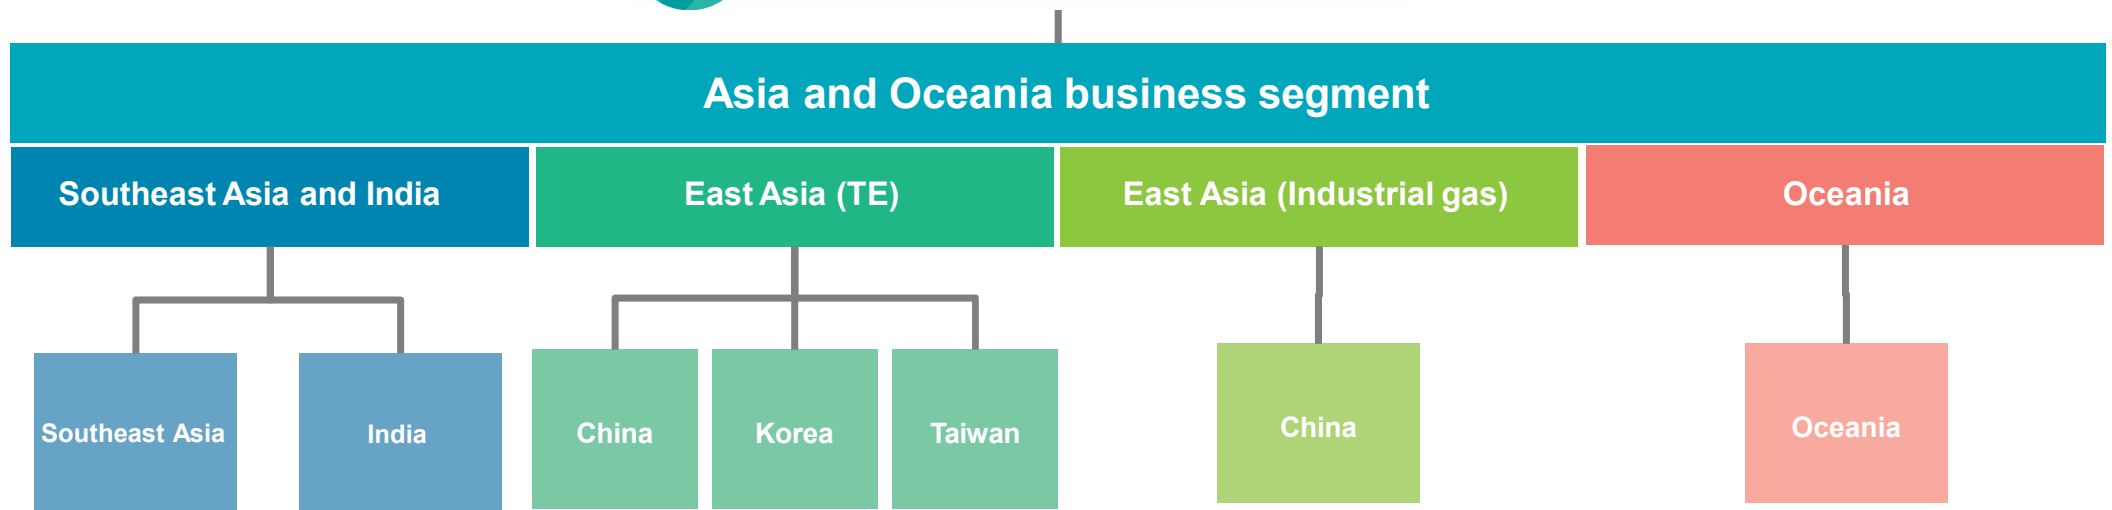 Asia and Oceania business segment
Southeast Asia and India
East Asia (TE)
East Asia (Industrial gas)
Oceania
Southeast Asia
India
China
Korea
Taiwan
China
Oceania